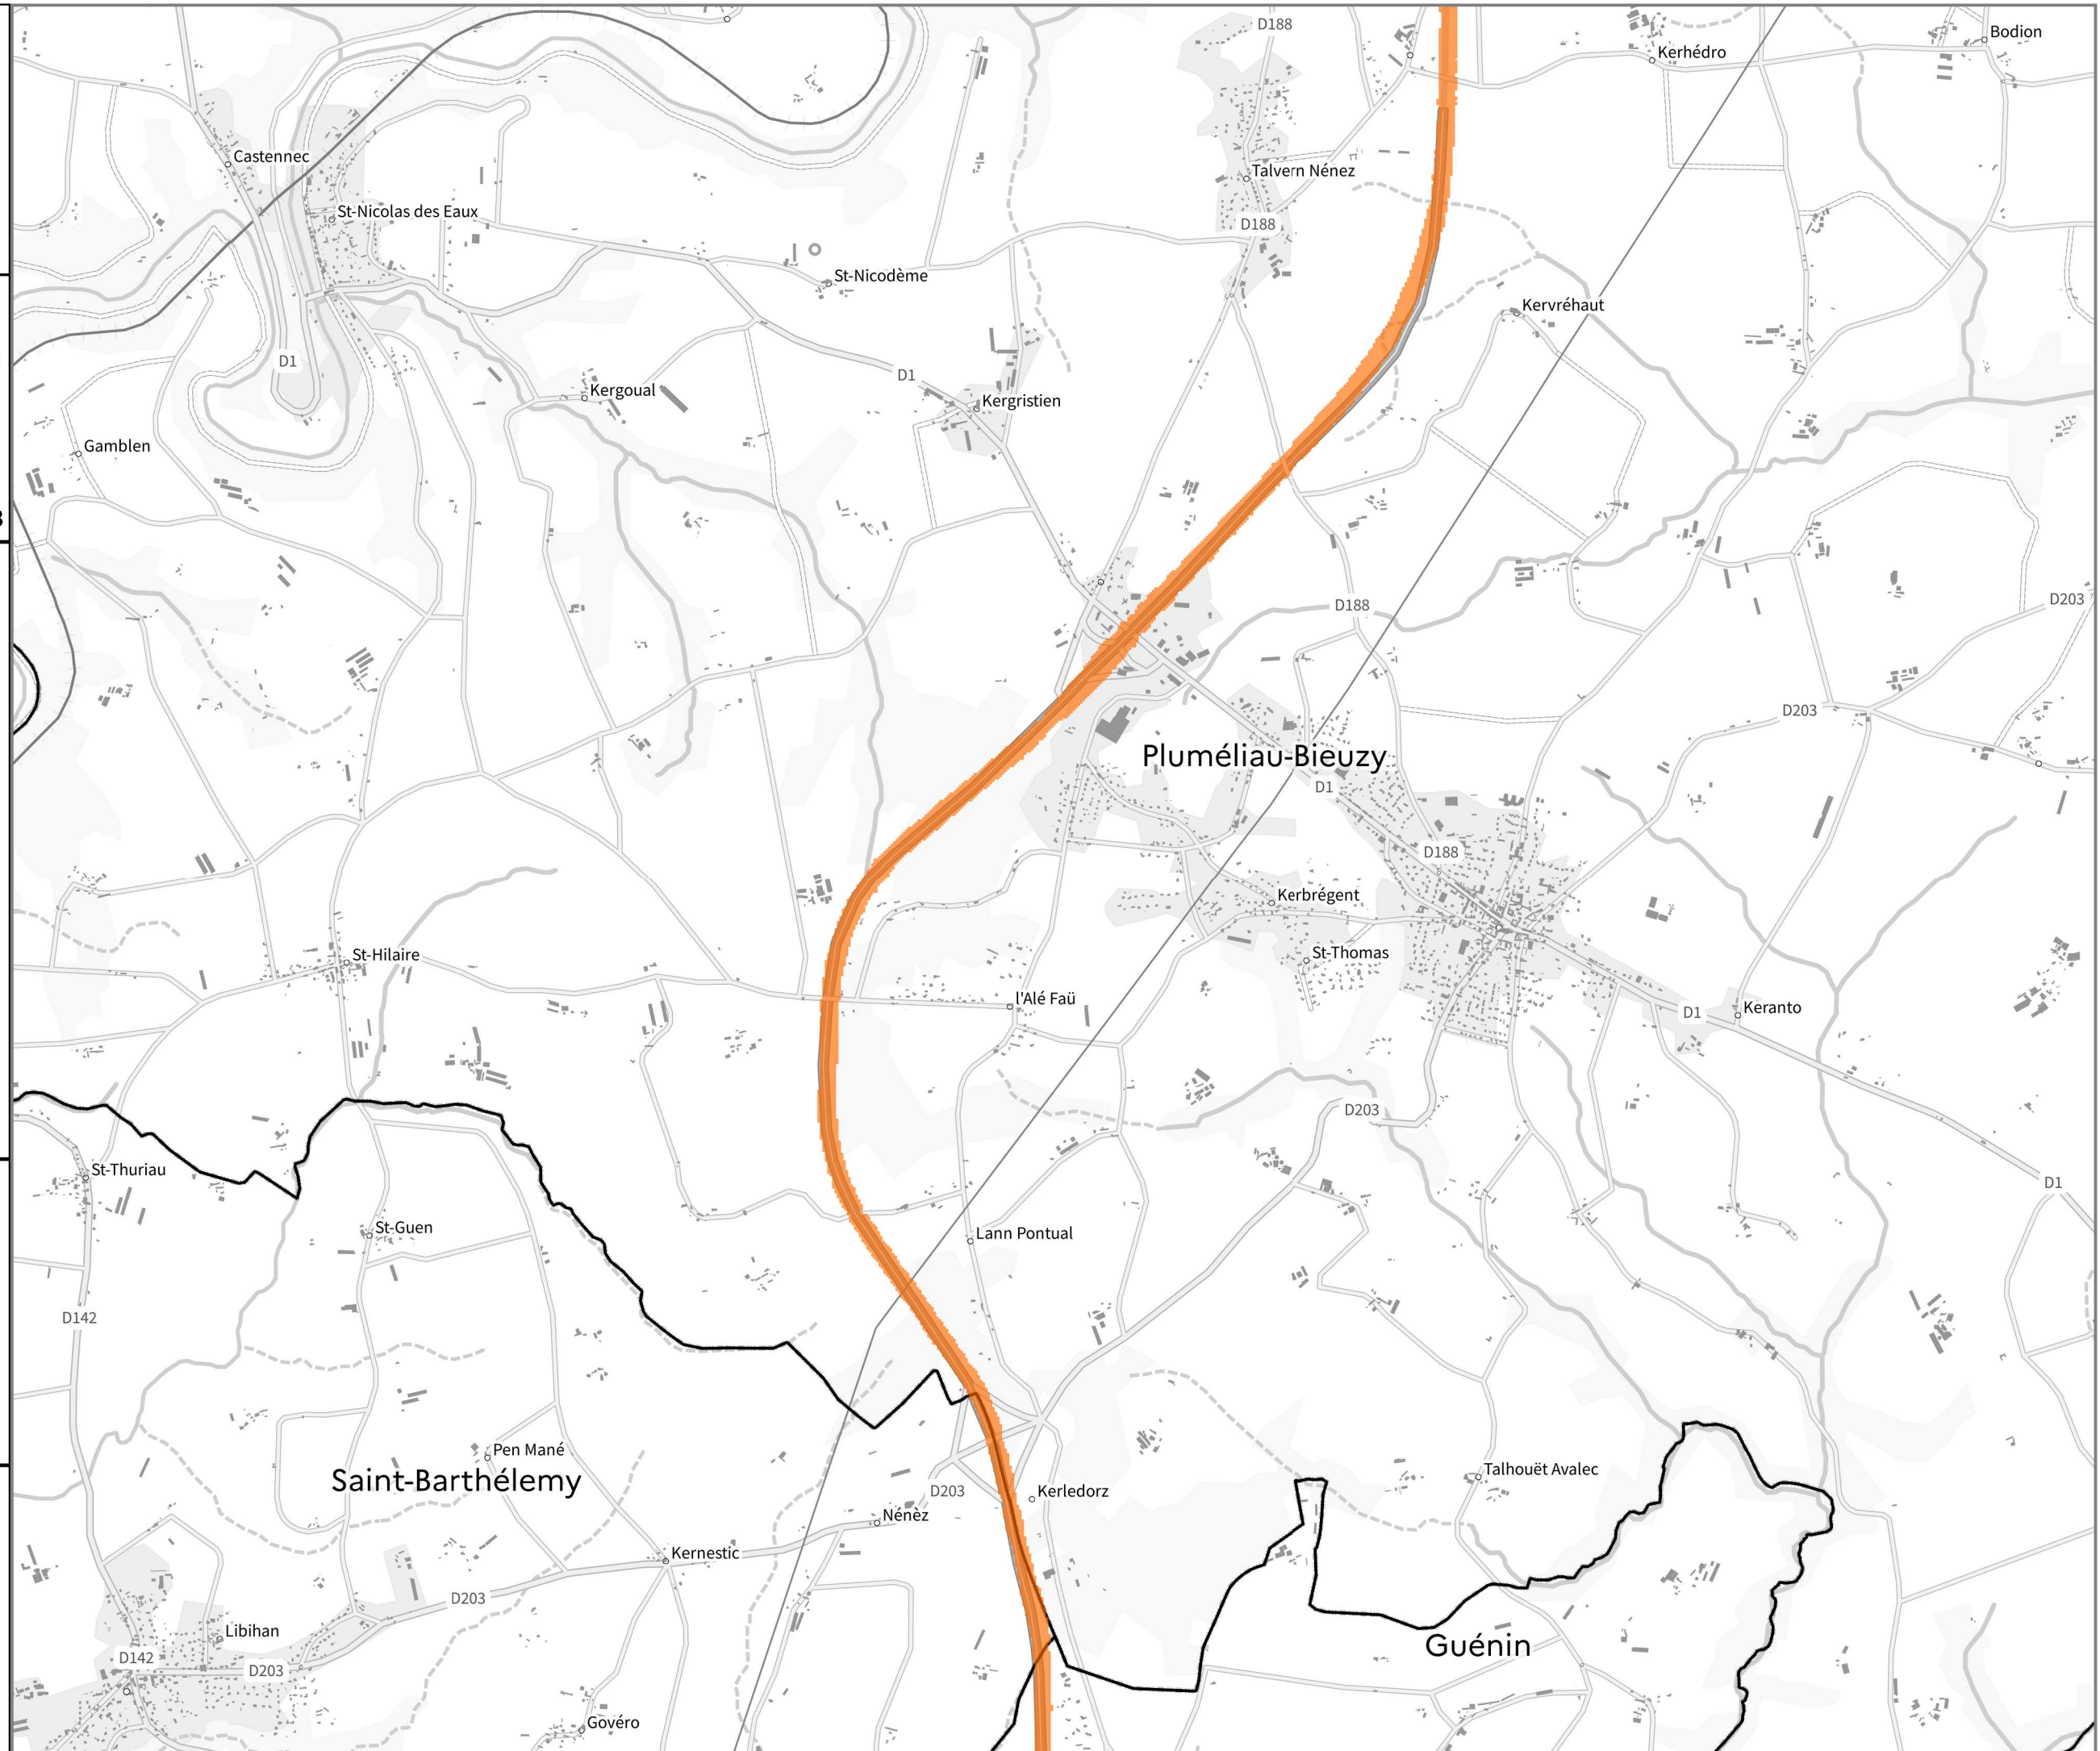 D188
Bodion
Kerhédro
Castennec
Talvern Nénez
St-Nicolas des Eaux
D188
St-Nicodème
Kervréhaut
D1
D1
Kergoual
Kergristien
Gamblen
D188
D203
D203
Pluméliau-Bieuzy
D1
D188
Kerbrégent
St-Thomas
St-Hilaire
l'Alé Faü
Keranto
D1
D203
St-Thuriau
D1
St-Guen
Lann Pontual
D142
Pen Mané
Talhouët Avalec
Saint-Barthélemy
D203
Kerledorz
Nénèz
Kernestic
D203
Libihan
Guénin
D142
D203
Govéro